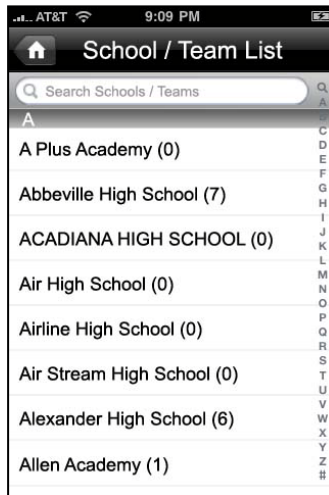 AT&T 9:09 PM
School / Team List
Search Schools / Teams
A
A Plus Academy (0)
Abbeville High School (7)
ACADIANA HIGH SCHOOL (0)
Air High School (0)
Airline High School (0)
Air Stream High School (0)
Alexander High School (6)
Allen Academy (1)
A
B
C
D
E
F
G
H
I
J
K
L
M
N
O
P
Q
R
S
T
U
V
W
X
Y
Z
#